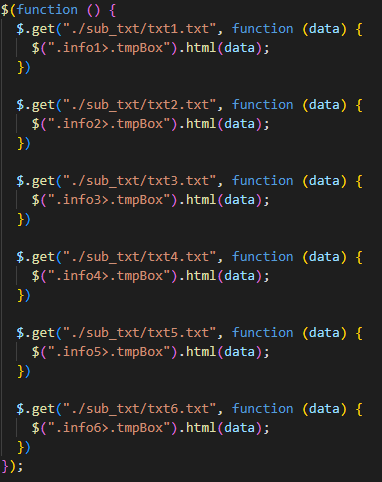 $(function () {
$.get("./sub_txt/txt1.txt", function (data) {
$(".info1>.tmpBox").html(data);
})
$.get("./sub_txt/txt2.txt", function (data) {
$(".info2>.tmpBox").html(data);
})
$.get("./sub_txt/txt3.txt", function (data) {
$(".info3>.tmpBox").html(data);
})
$.get("./sub_txt/txt4.txt", function (data) {
$(".info4>.tmpBox").html(data);
})
$.get("./sub_txt/txt5.txt", function (data) {
$(".info5>.tmpBox").html(data);
})
$.get("./sub_txt/txt6.txt", function (data) {
$(".info6>.tmpBox").html(data);
})
});